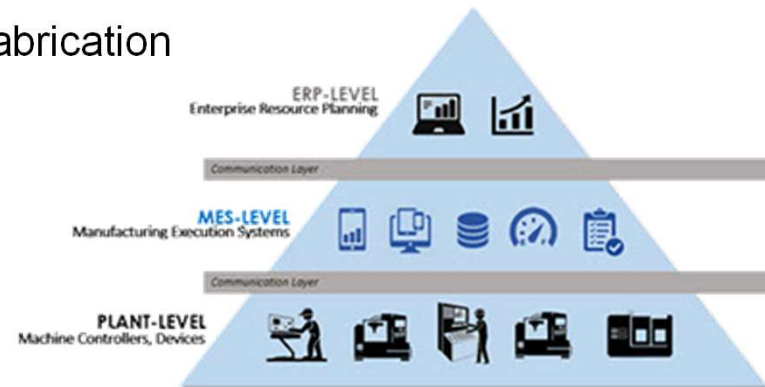 abrication
ERP-LEVEL
Enterprise Resource Planning
Communication Layer
MES-LEVEL
Manufacturing Execution Systems
Communication Layer
PLANT-LEVEL
Machine Controllers, Devices